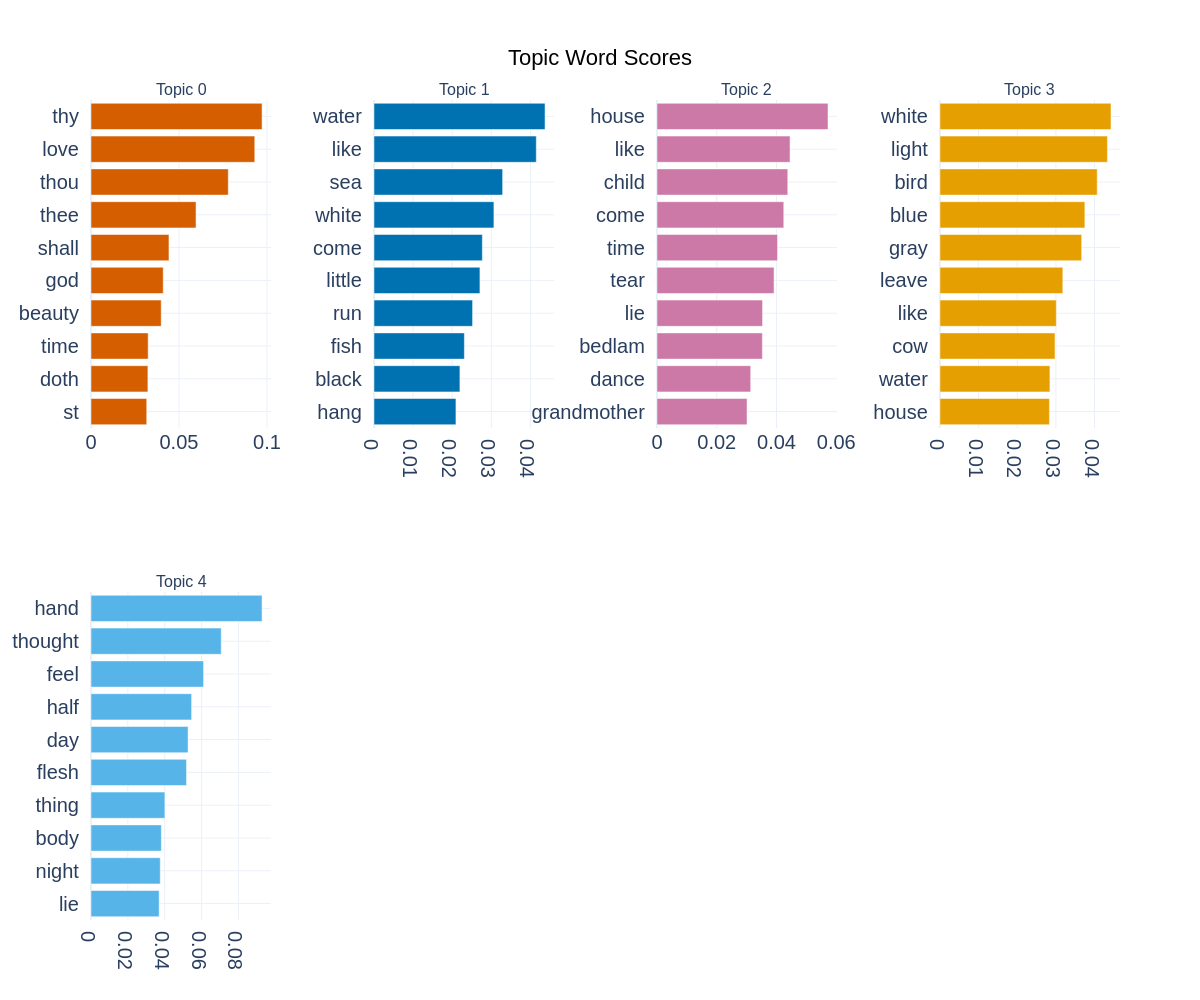 Topic Word Scores
Topic 0
thy
love
thou
thee
shall
god
beauty
time
doth
st
0 0.05 0.1
Topic 1
water
like
sea
white
come
little
run
fish
black
hang
0 0.01 0.02 0.03 0.04
Topic 2
house
like
child
come
time
tear
lie
bedlam
dance
grandmother
0 0.02 0.04 0.06
Topic 3
white
light
bird
blue
gray
leave
like
cow
water
house
0 0.01 0.02 0.03 0.04
Topic 4
hand
thought
feel
half
day
flesh
thing
body
night
lie
0 0.02 0.04 0.06 0.08